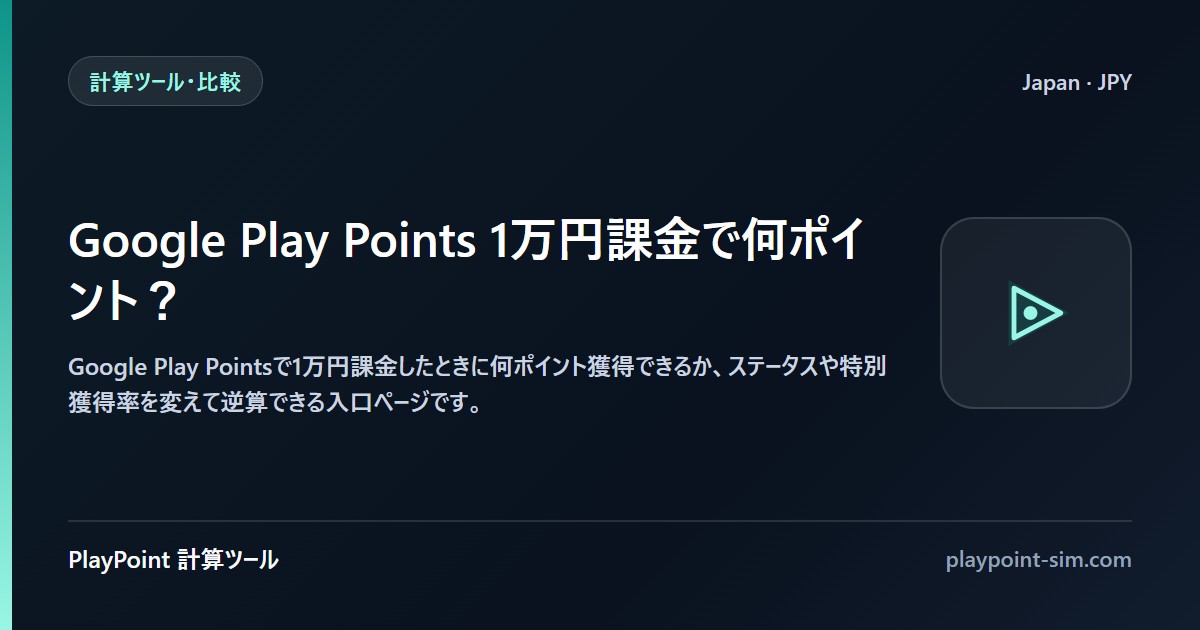 計算ツール・比較
Japan · JPY
Google Play Points 1万円課金で何ポイ
ント？
Google Play Pointsで1万円課金したときに何ポイント獲得できるか、ステータスや特別
獲得率を変えて逆算できる入口ページです。
PlayPoint 計算ツール
playpoint-sim.com